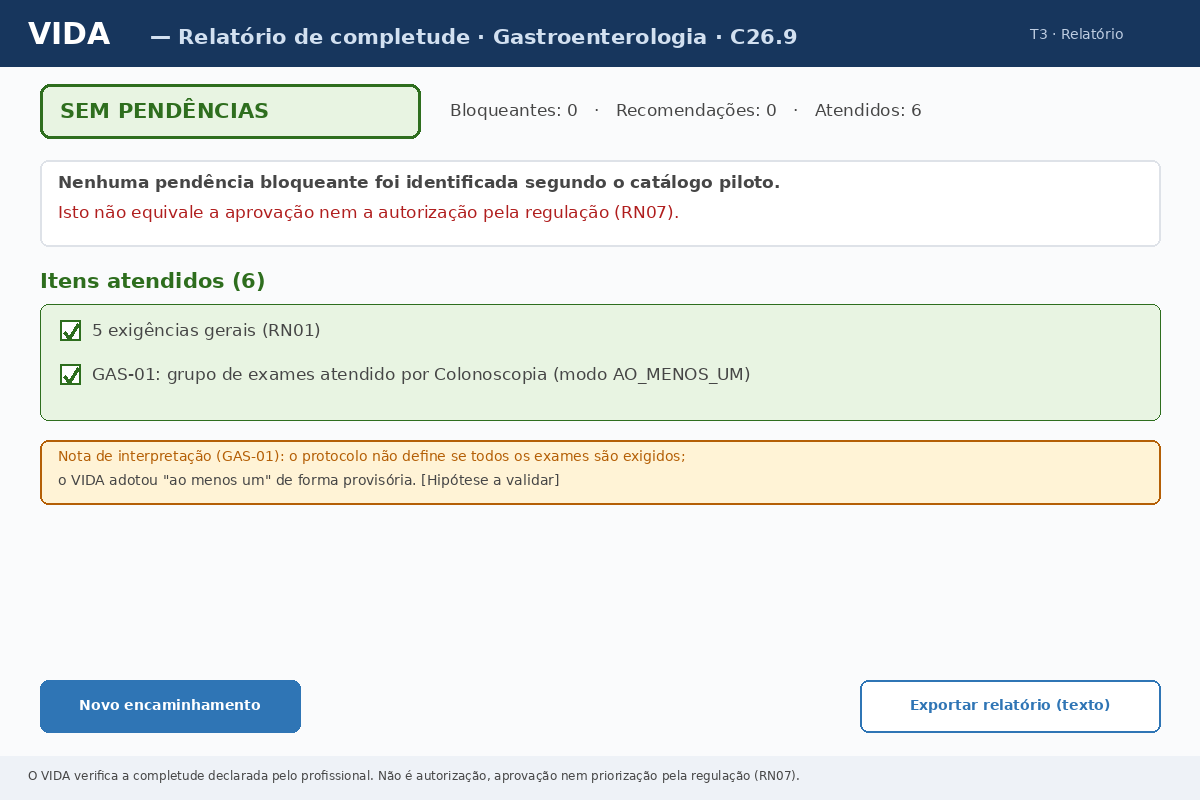 VIDA — Relatório de completude · Gastroenterologia · C26.9 T3 · Relatório
SEM PENDÊNCIAS Bloqueantes: 0 · Recomendações: 0 · Atendidos: 6
Nenhuma pendência bloqueante foi identificada segundo o catálogo piloto.
Isto não equivale a aprovação nem a autorização pela regulação (RN07).
Itens atendidos (6)
5 exigências gerais (RN01)
GAS-01: grupo de exames atendido por Colonoscopia (modo AO_MENOS_UM)
Nota de interpretação (GAS-01): o protocolo não define se todos os exames são exigidos;
o VIDA adotou "ao menos um" de forma provisória. [Hipótese a validar]
Novo encaminhamento Exportar relatório (texto)
O VIDA verifica a completude declarada pelo profissional. Não é autorização, aprovação nem priorização pela regulação (RN07).